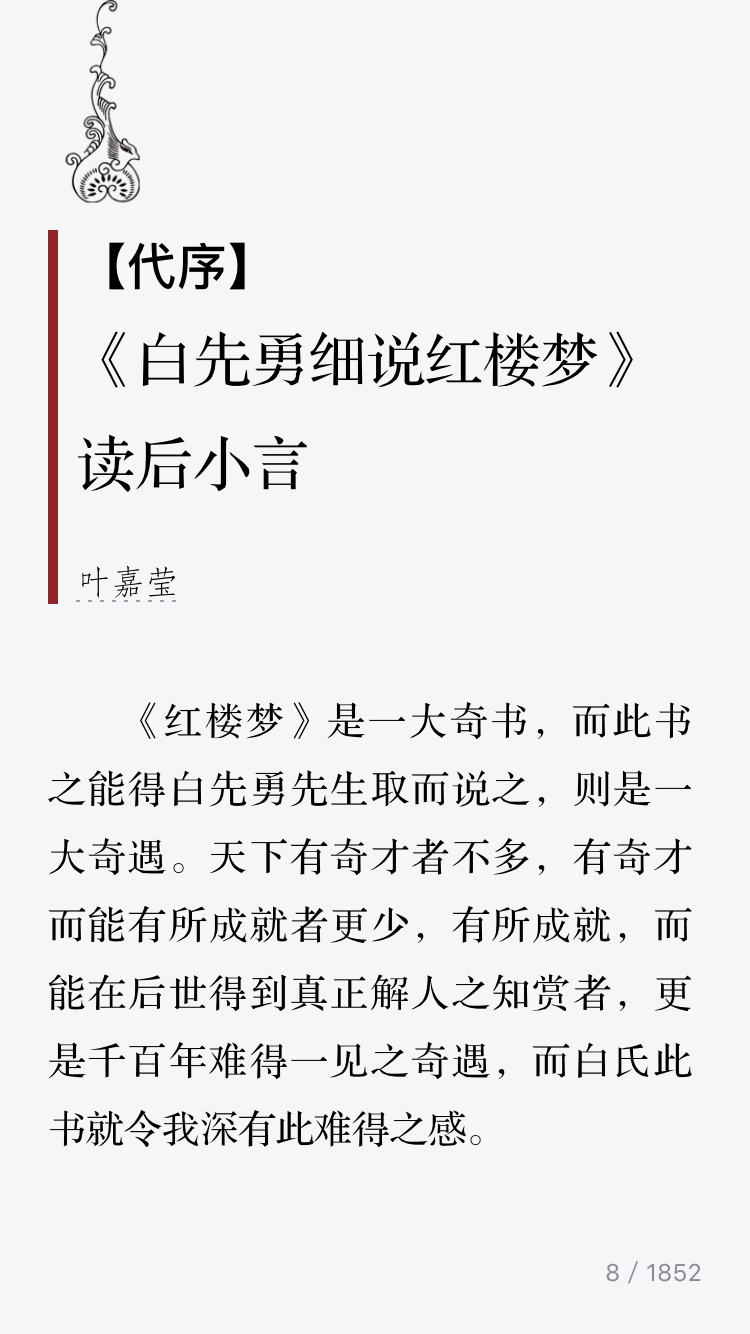 【代序】
《白先勇细说红楼梦》
读后小言
叶嘉莹
《红楼梦》是一大奇书，而此书
之能得白先勇先生取而说之，则是一
大奇遇。天下有奇才者不多，有奇才
而能有所成就者更少，有所成就，而
能在后世得到真正解人之知赏者，更
是千百年难得一见之奇遇，而白氏此
书就令我深有此难得之感。
8 / 1852